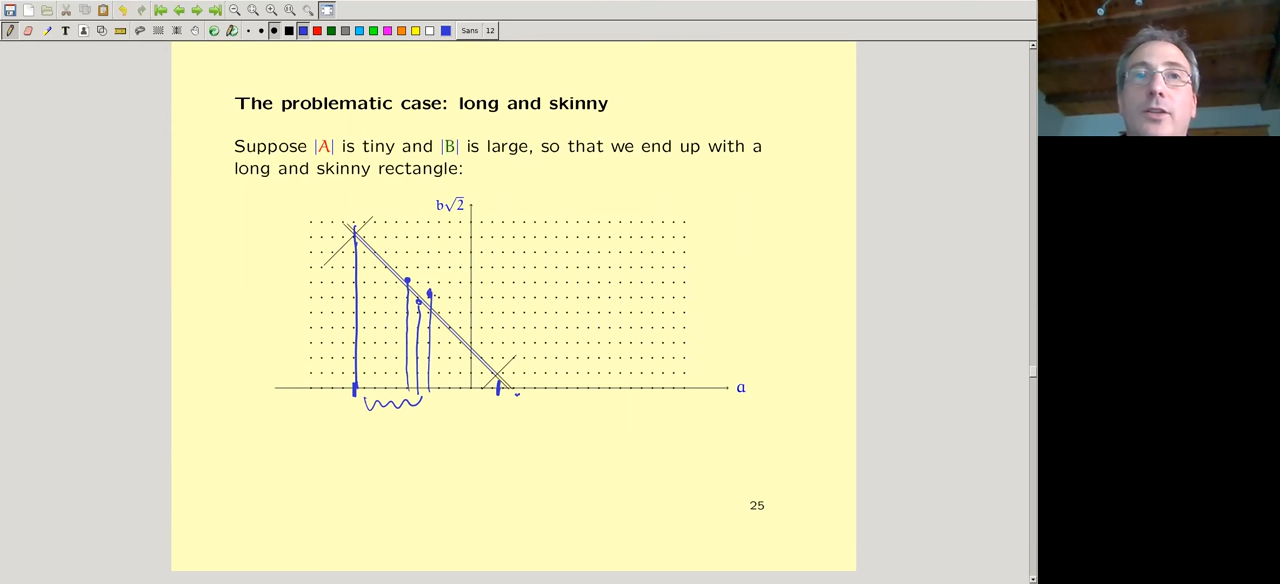 T
Sans 12
The problematic case: long and skinny
Suppose |A| is tiny and |B| is large, so that we end up with a
long and skinny rectangle:
b√2
a
25